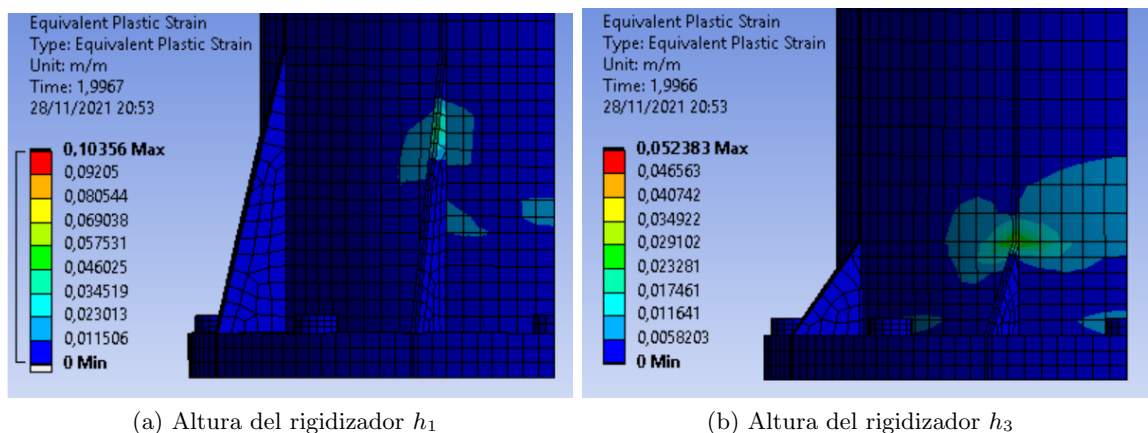 Equivalent Plastic Strain
Type: Equivalent Plastic Strain
Unit: m/m
Time: 1,9967
28/11/2021 20:53
0,10356 Max
0,09205
0,080544
0,069038
0,057531
0,046025
0,034519
0,023013
0,011506
0 Min
(a) Altura del rigidizador h₁
Equivalent Plastic Strain
Type: Equivalent Plastic Strain
Unit: m/m
Time: 1,9966
28/11/2021 20:53
0,052383 Max
0,046563
0,040742
0,034922
0,029102
0,023281
0,017461
0,011641
0,0058203
0 Min
(b) Altura del rigidizador h₃